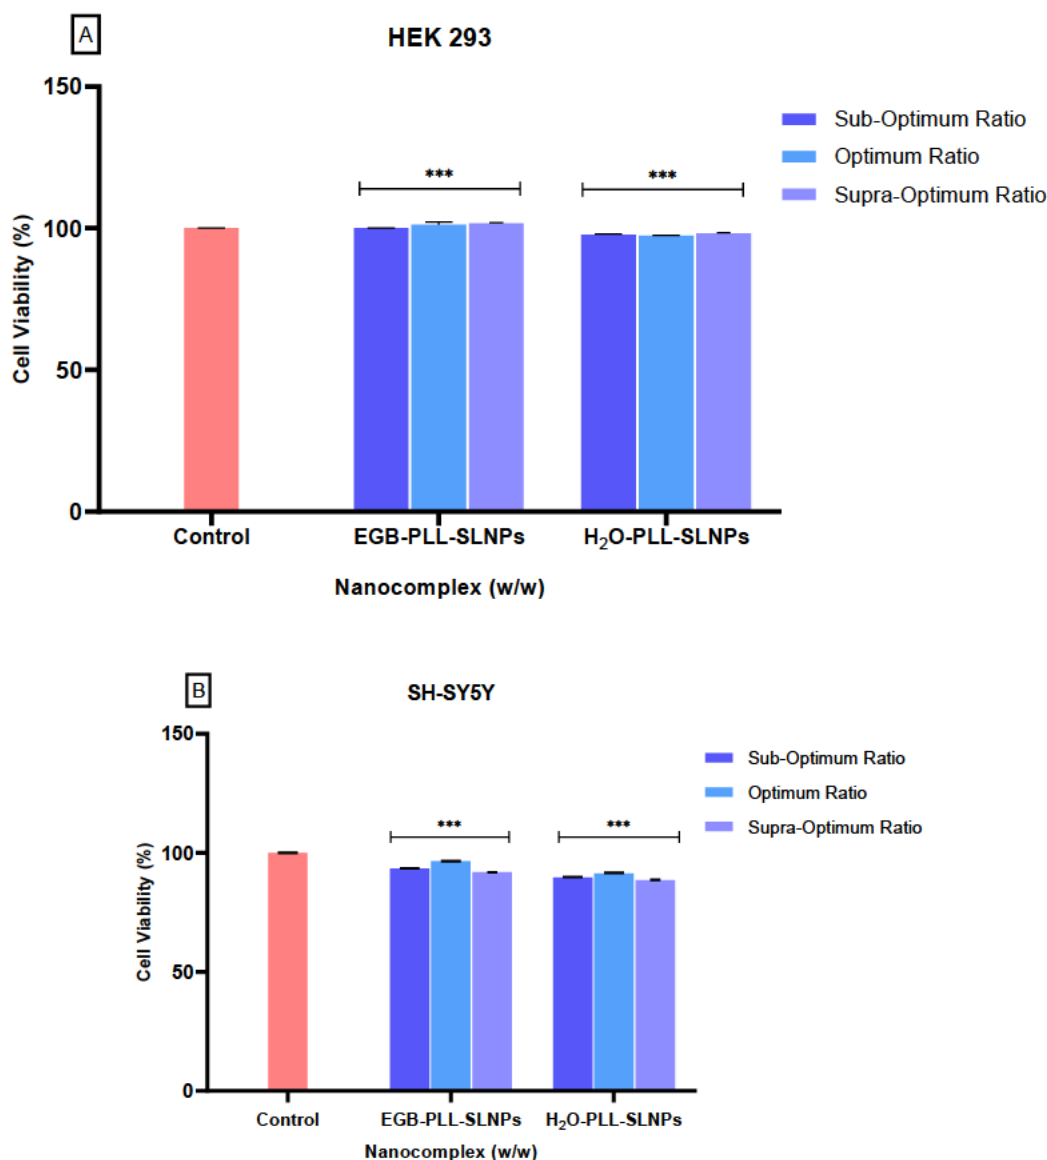 A
HEK 293
150
100
50
0
Cell Viability (%)
***
***
Sub-Optimum Ratio
Optimum Ratio
Supra-Optimum Ratio
Control
EGB-PLL-SLNPs
H₂O-PLL-SLNPs
Nanocomplex (w/w)
B
SH-SY5Y
150
100
50
0
Cell Viability (%)
***
***
Sub-Optimum Ratio
Optimum Ratio
Supra-Optimum Ratio
Control
EGB-PLL-SLNPs
H₂O-PLL-SLNPs
Nanocomplex (w/w)